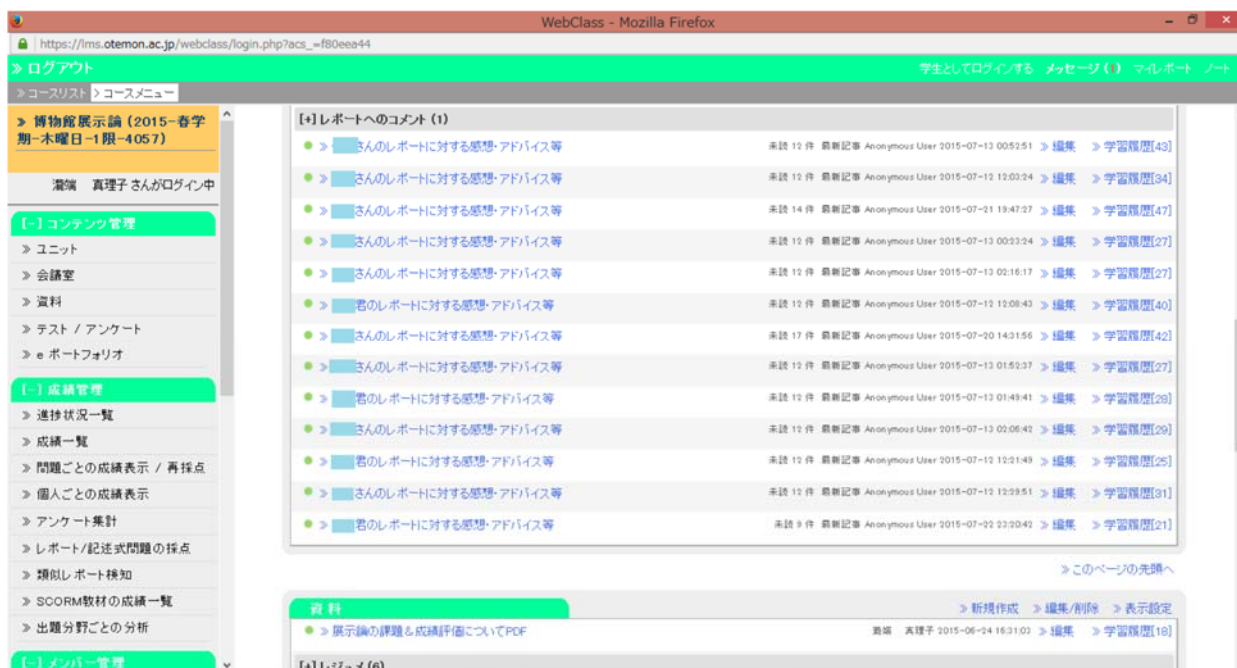 WebClass - Mozilla Firefox
https://lms.otemon.ac.jp/webclass/login.php?acs_=f80eea44
» ログアウト
学生としてログインする メッセージ (1) マイレポート ノート
» コースリスト > コースメニュー
» 博物館展示論 (2015-春学期-木曜日-1限-4057)
瀧端 真理子 さんがログイン中
[-] コンテンツ管理
» ユニット
» 会議室
» 資料
» テスト / アンケート
» e ポートフォリオ
[-] 成績管理
» 進捗状況一覧
» 成績一覧
» 問題ごとの成績表示 / 再採点
» 個人ごとの成績表示
» アンケート集計
» レポート/記述式問題の採点
» 類似レポート検知
» SCORM教材の成績一覧
» 出題分野ごとの分析
[-] メンバー管理
[+] レポートへのコメント (1)
» さんのレポートに対する感想・アドバイス等 未読 12 件 最新記事 Anonymous User 2015-07-13 00:52:51 » 編集 » 学習履歴[43]
» さんのレポートに対する感想・アドバイス等 未読 12 件 最新記事 Anonymous User 2015-07-12 12:03:24 » 編集 » 学習履歴[34]
» さんのレポートに対する感想・アドバイス等 未読 14 件 最新記事 Anonymous User 2015-07-21 19:47:27 » 編集 » 学習履歴[47]
» さんのレポートに対する感想・アドバイス等 未読 12 件 最新記事 Anonymous User 2015-07-13 00:23:24 » 編集 » 学習履歴[27]
» さんのレポートに対する感想・アドバイス等 未読 12 件 最新記事 Anonymous User 2015-07-13 02:16:17 » 編集 » 学習履歴[27]
» 君のレポートに対する感想・アドバイス等 未読 12 件 最新記事 Anonymous User 2015-07-12 12:08:43 » 編集 » 学習履歴[40]
» さんのレポートに対する感想・アドバイス等 未読 17 件 最新記事 Anonymous User 2015-07-20 14:31:56 » 編集 » 学習履歴[42]
» さんのレポートに対する感想・アドバイス等 未読 12 件 最新記事 Anonymous User 2015-07-13 01:52:37 » 編集 » 学習履歴[27]
» 君のレポートに対する感想・アドバイス等 未読 12 件 最新記事 Anonymous User 2015-07-13 01:49:41 » 編集 » 学習履歴[28]
» さんのレポートに対する感想・アドバイス等 未読 12 件 最新記事 Anonymous User 2015-07-13 02:06:42 » 編集 » 学習履歴[29]
» 君のレポートに対する感想・アドバイス等 未読 12 件 最新記事 Anonymous User 2015-07-12 12:21:49 » 編集 » 学習履歴[25]
» さんのレポートに対する感想・アドバイス等 未読 12 件 最新記事 Anonymous User 2015-07-12 12:29:51 » 編集 » 学習履歴[31]
» 君のレポートに対する感想・アドバイス等 未読 9 件 最新記事 Anonymous User 2015-07-22 23:20:42 » 編集 » 学習履歴[21]
» このページの先頭へ
資料 » 新規作成 » 編集/削除 » 表示設定
» 展示論の課題&成績評価についてPDF 瀧端 真理子 2015-06-24 16:31:03 » 編集 » 学習履歴[18]
[+] レジュメ (6)